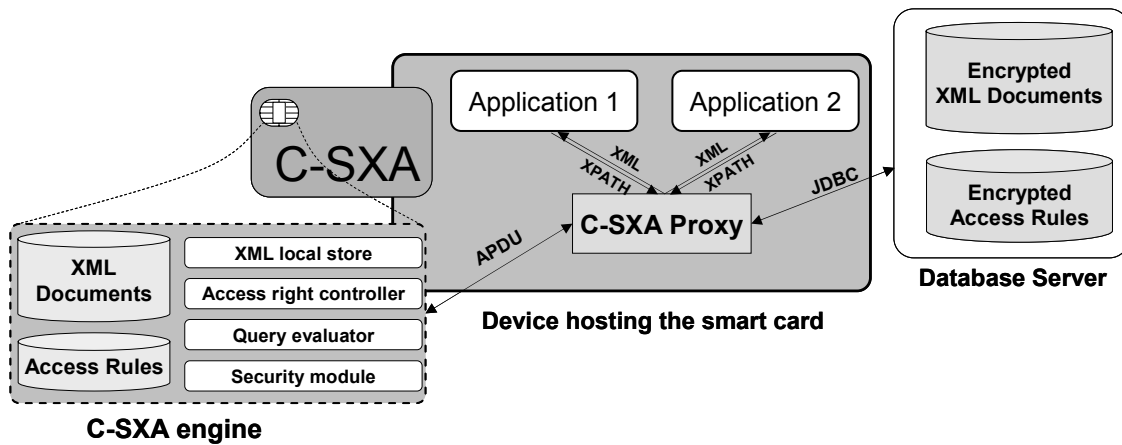 Application 1
Application 2
C-SXA
XML
XPATH
XML
XPATH
JDBC
C-SXA Proxy
APDU
Encrypted
XML Documents
Encrypted
Access Rules
Database Server
Device hosting the smart card
XML
Documents
Access Rules
XML local store
Access right controller
Query evaluator
Security module
C-SXA engine